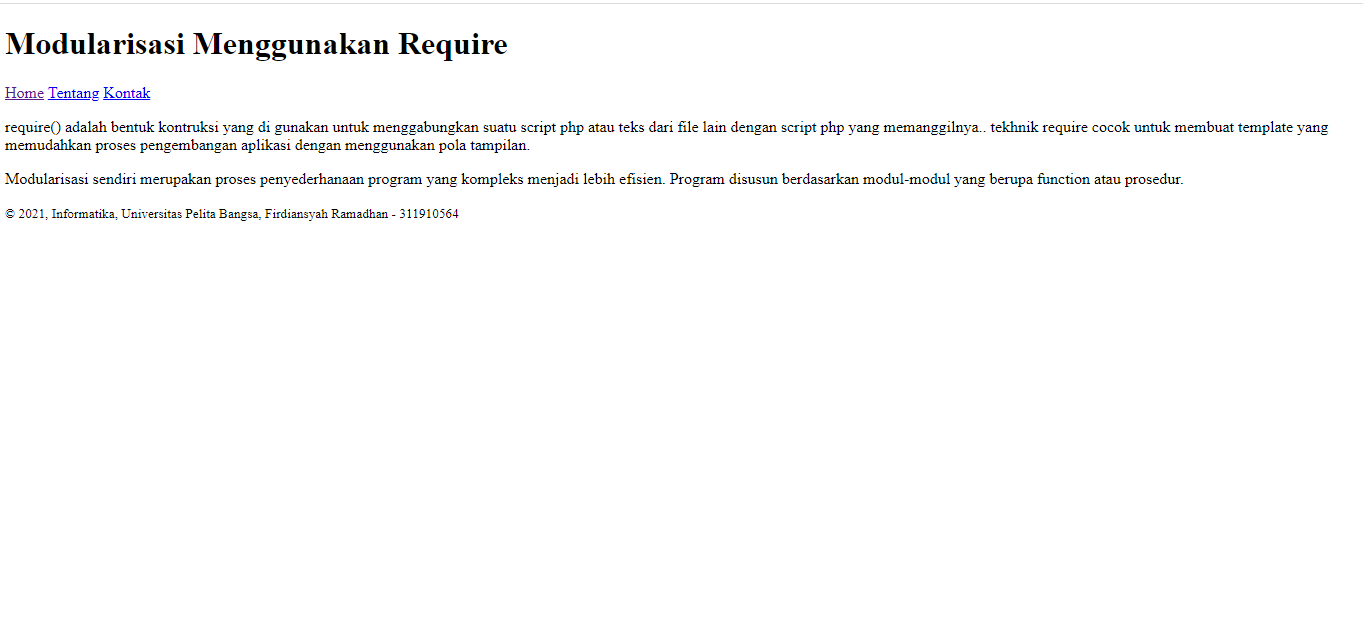 Modularisasi Menggunakan Require
Home Tentang Kontak
require() adalah bentuk kontruksi yang di gunakan untuk menggabungkan suatu script php atau teks dari file lain dengan script php yang memanggilnya.. tekhnik require cocok untuk membuat template yang
memudahkan proses pengembangan aplikasi dengan menggunakan pola tampilan.
Modularisasi sendiri merupakan proses penyederhanaan program yang kompleks menjadi lebih efisien. Program disusun berdasarkan modul-modul yang berupa function atau prosedur.
© 2021, Informatika, Universitas Pelita Bangsa, Firdiansyah Ramadhan - 311910564